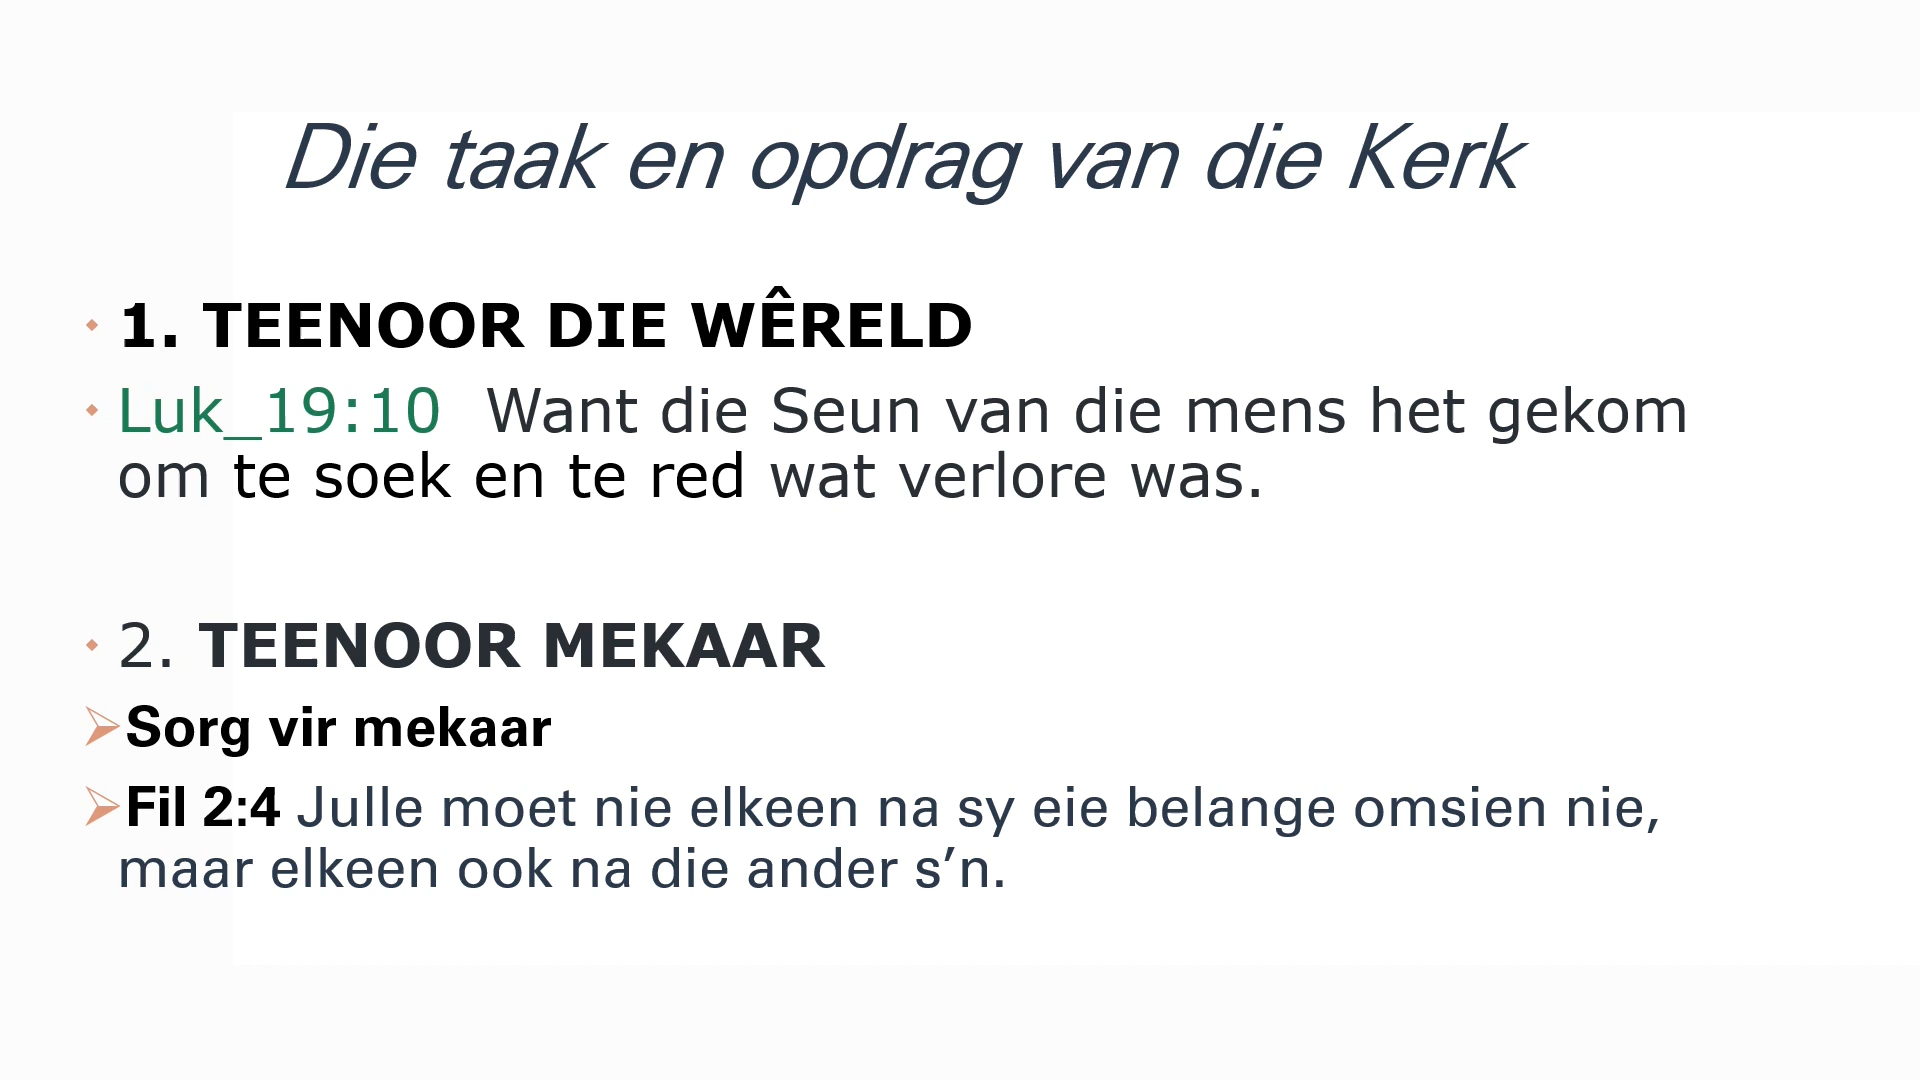 Die taak en opdrag van die Kerk
1. TEENOOR DIE WÊRELD
Luk_19:10 Want die Seun van die mens het gekom
om te soek en te red wat verlore was.
2. TEENOOR MEKAAR
Sorg vir mekaar
Fil 2:4 Julle moet nie elkeen na sy eie belange omsien nie,
maar elkeen ook na die ander s’n.